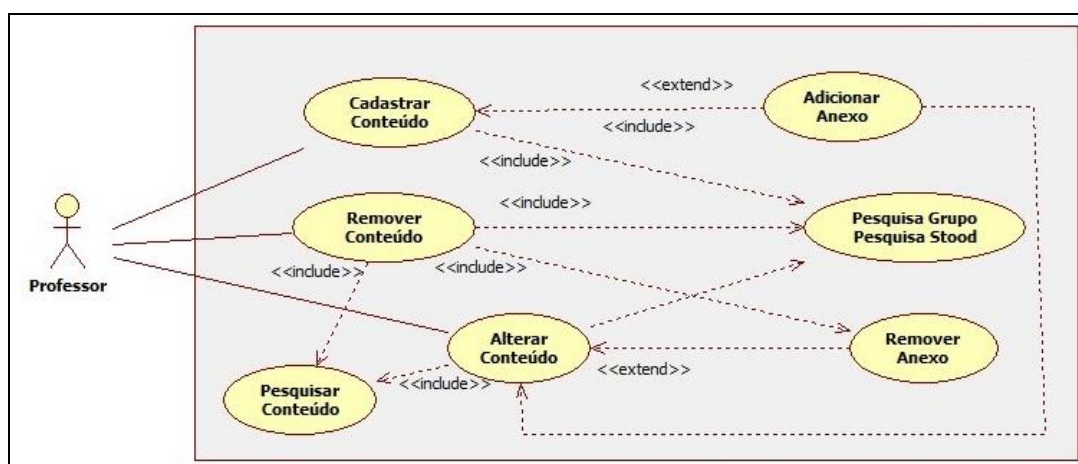 <<extend>>
Adicionar
Anexo
Cadastrar
Conteúdo
<<include>>
<<include>>
<<include>>
Remover
Conteúdo
Pesquisa Grupo
Pesquisa Stood
<<include>>
<<include>>
Professor
Alterar
Conteúdo
Remover
Anexo
<<extend>>
<<include>>
Pesquisar
Conteúdo